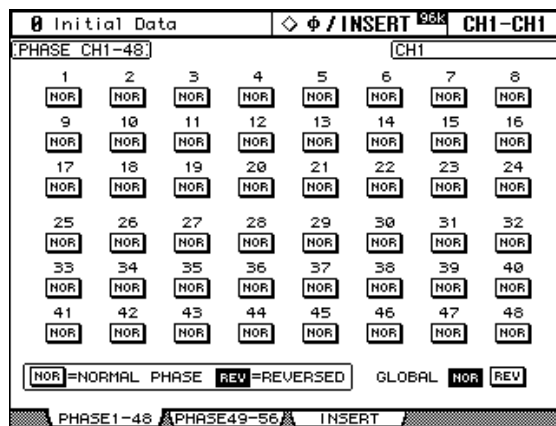 0 Initial Data ◇ φ/INSERT 96k CH1-CH1
PHASE CH1-48 CH1
1 2 3 4 5 6 7 8
NOR NOR NOR NOR NOR NOR NOR NOR
9 10 11 12 13 14 15 16
NOR NOR NOR NOR NOR NOR NOR NOR
17 18 19 20 21 22 23 24
NOR NOR NOR NOR NOR NOR NOR NOR
25 26 27 28 29 30 31 32
NOR NOR NOR NOR NOR NOR NOR NOR
33 34 35 36 37 38 39 40
NOR NOR NOR NOR NOR NOR NOR NOR
41 42 43 44 45 46 47 48
NOR NOR NOR NOR NOR NOR NOR NOR
NOR=NORMAL PHASE REV=REVERSED GLOBAL NOR REV
PHASE1-48 PHASE49-56 INSERT